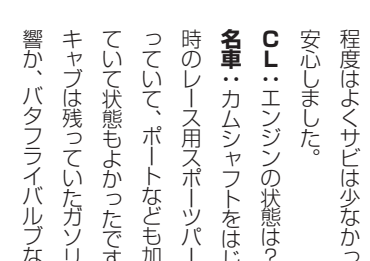 程度はよくサビは少なかっ
安心しました。
CL：エンジンの状態は？
名車：カムシャフトをはじ
時のレース用スポーツパー
っていて、ポートなども加
ていて状態もよかったです
キャブは残っていたガソリ
響か、バタフライバルブな